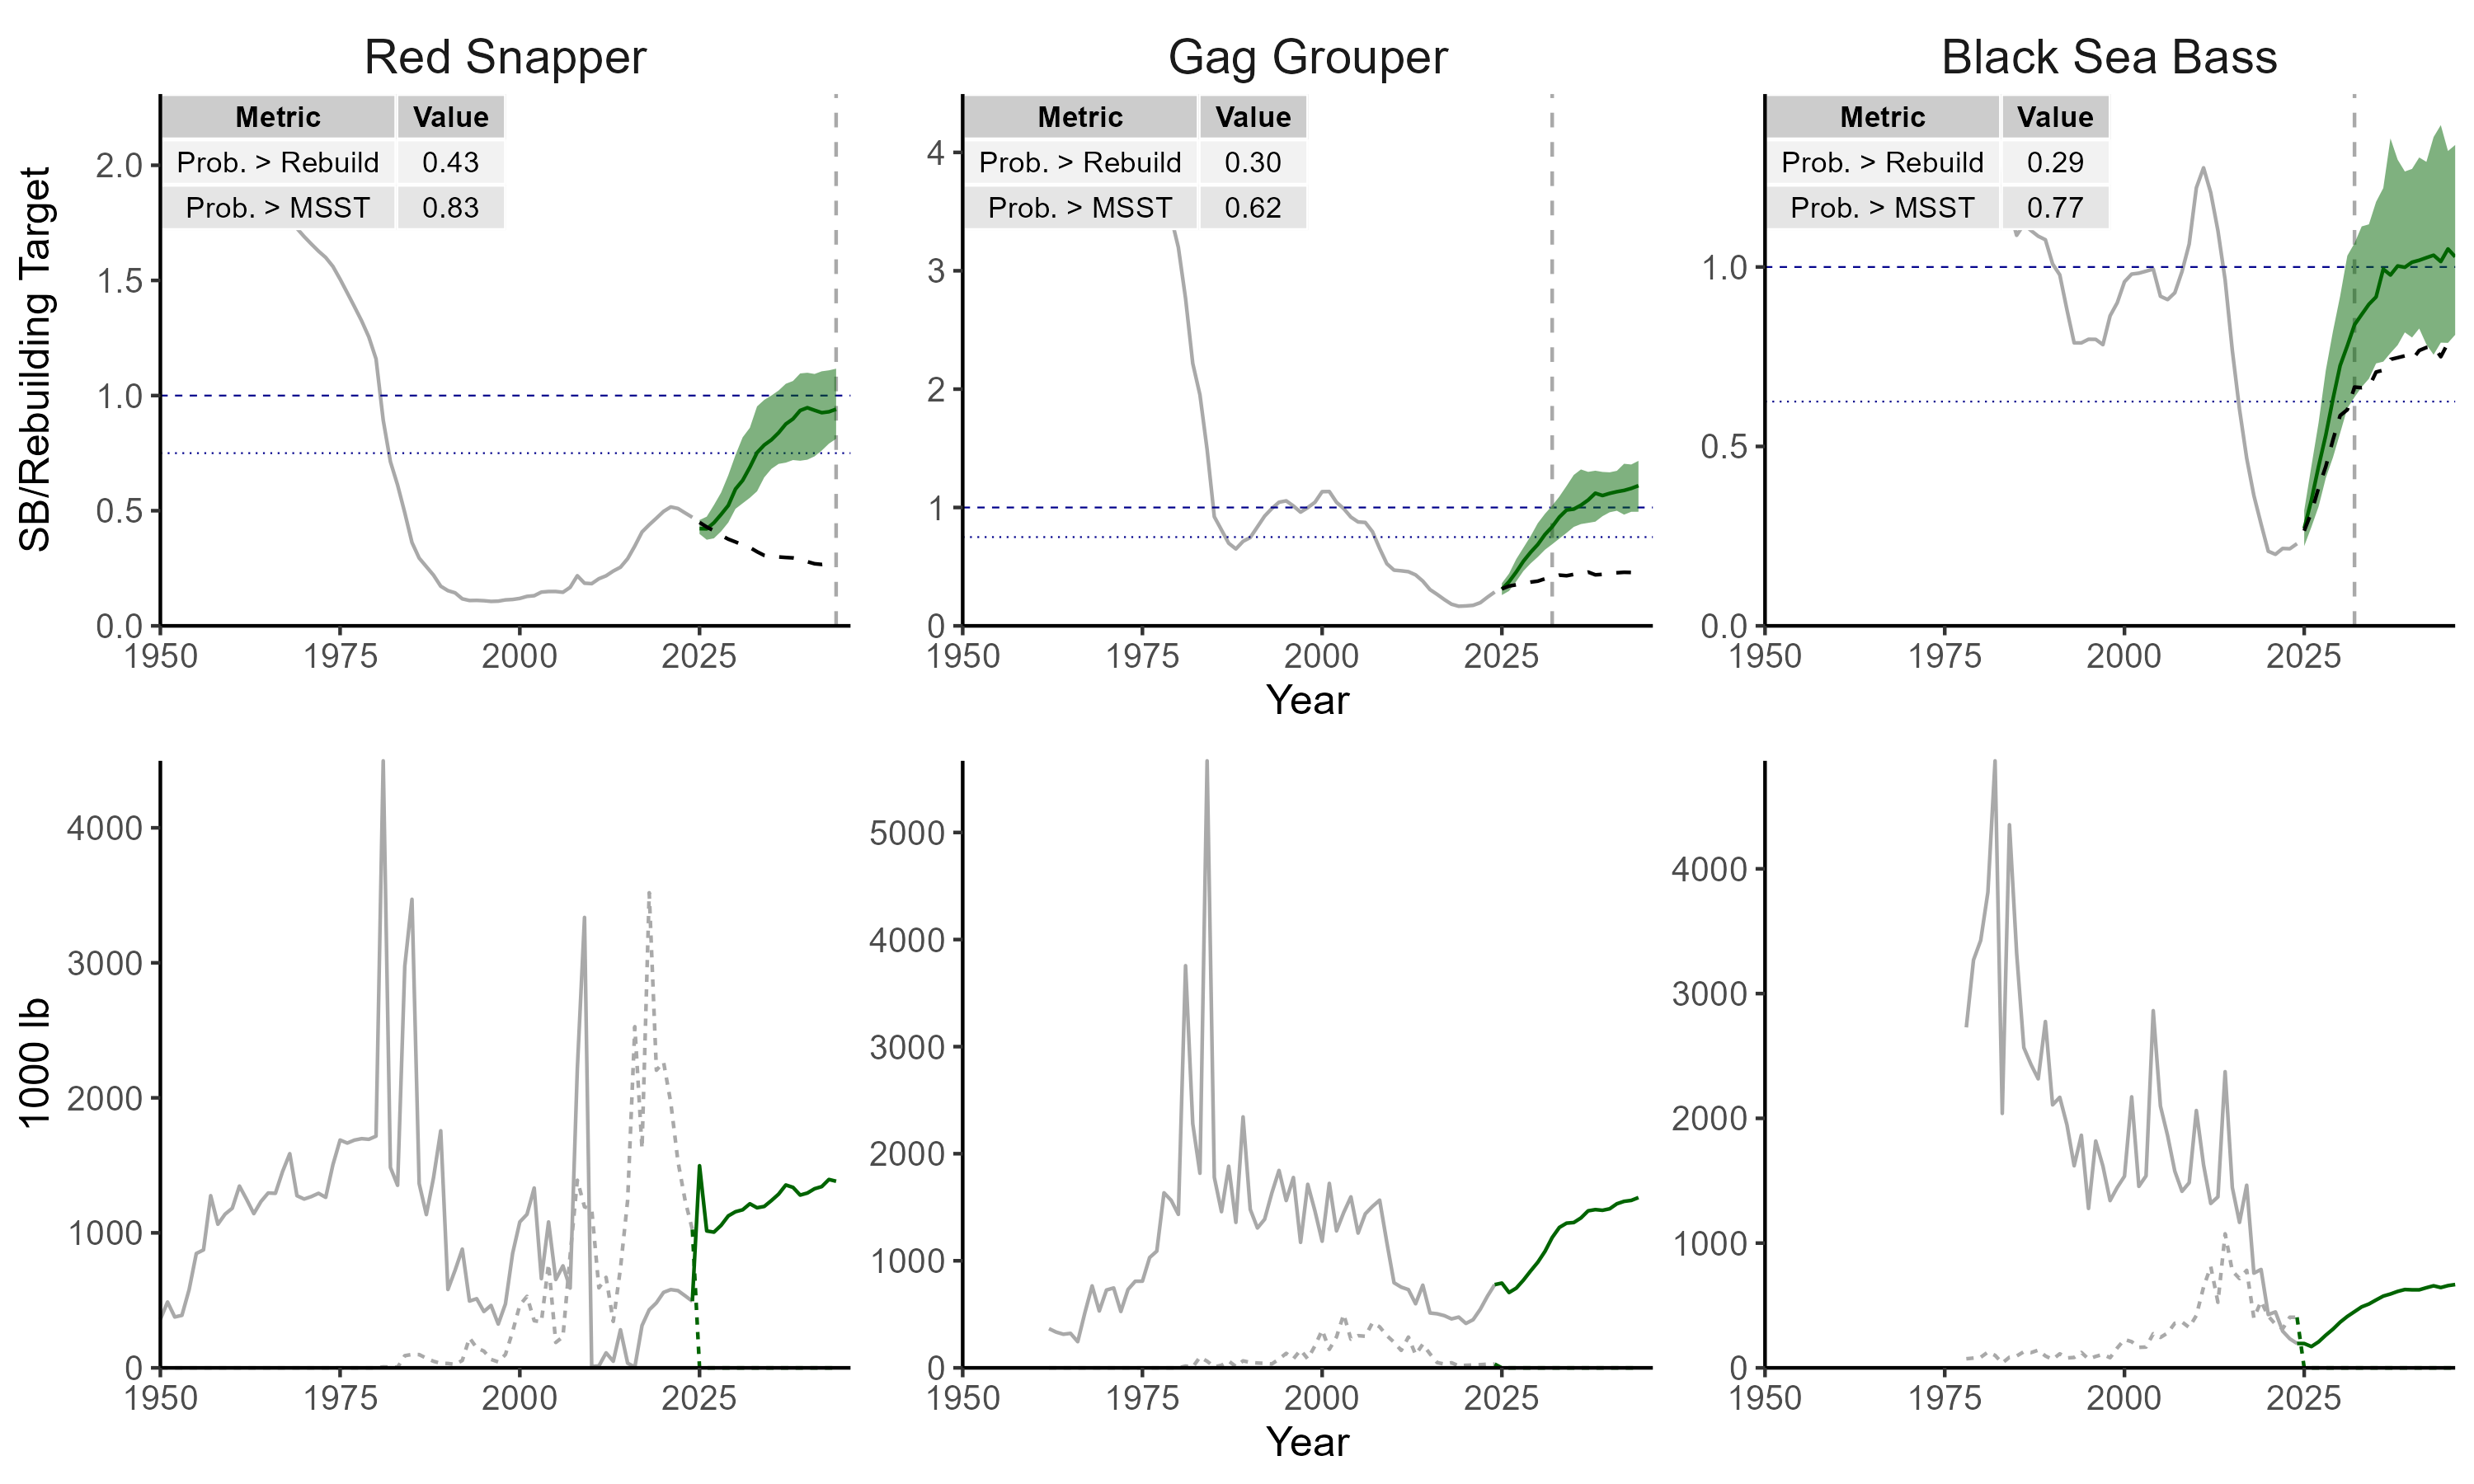 Red Snapper
Gag Grouper
Black Sea Bass
SB/Rebuilding Target
Metric Value
Prob. > Rebuild 0.43
Prob. > MSST 0.83
2.0
1.5
1.0
0.5
0.0
1950 1975 2000 2025
Metric Value
Prob. > Rebuild 0.30
Prob. > MSST 0.62
4
3
2
1
0
1950 1975 2000 2025
Metric Value
Prob. > Rebuild 0.29
Prob. > MSST 0.77
1.0
0.5
0.0
1950 1975 2000 2025
Year
1000 lb
4000
3000
2000
1000
0
1950 1975 2000 2025
5000
4000
3000
2000
1000
0
1950 1975 2000 2025
4000
3000
2000
1000
0
1950 1975 2000 2025
Year